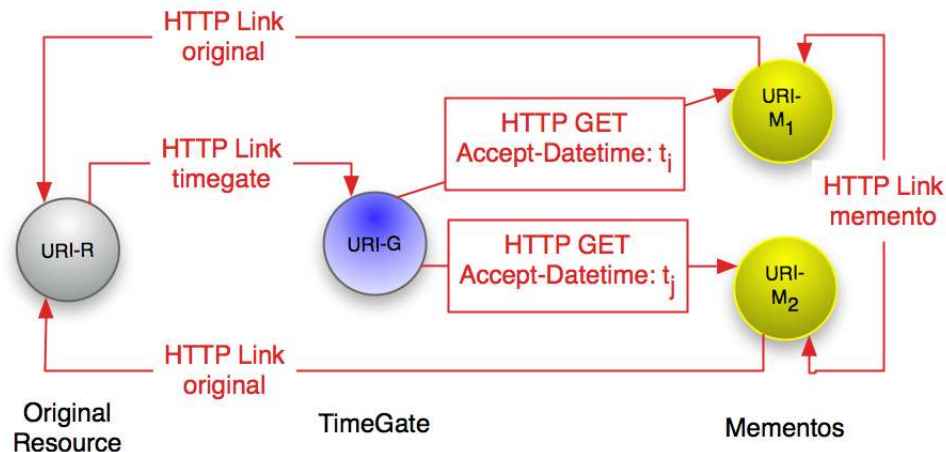 HTTP Link
original
HTTP Link
timegate
HTTP GET
Accept-Datetime: ti
URI-
M1
HTTP Link
memento
URI-R
URI-G
HTTP GET
Accept-Datetime: tj
URI-
M2
HTTP Link
original
Original
Resource
TimeGate
Mementos